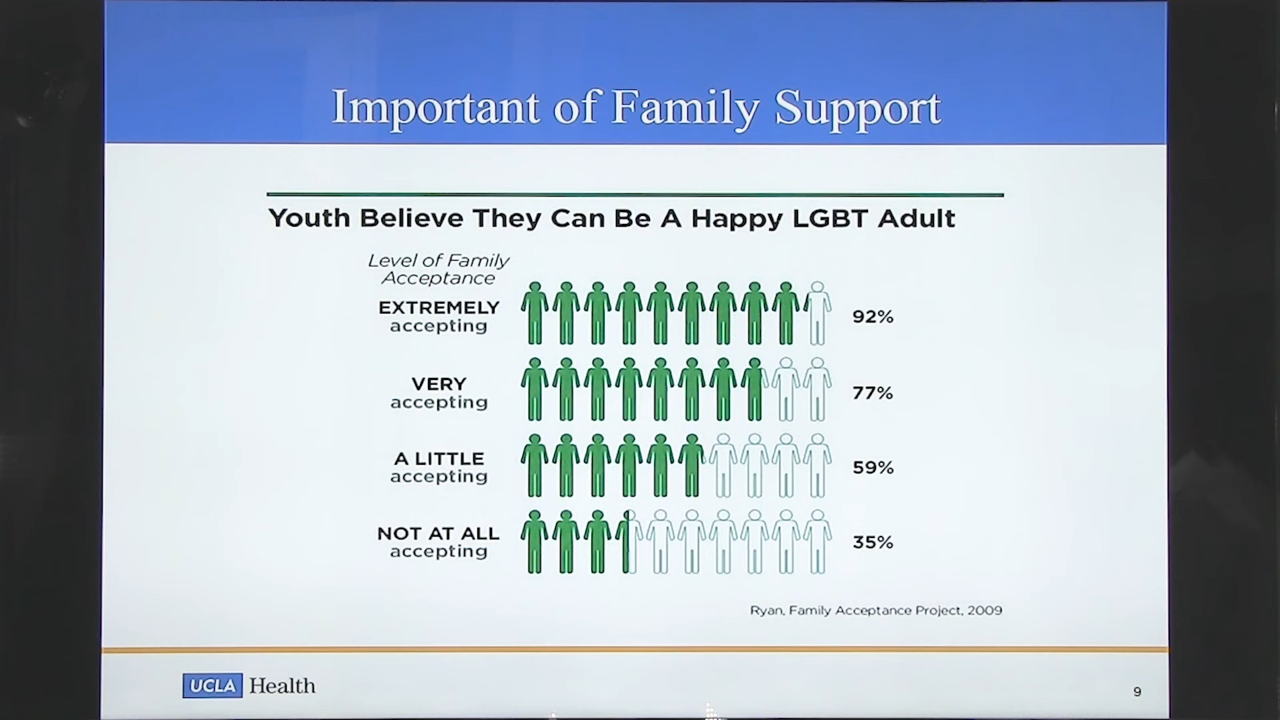 Important of Family Support
Youth Believe They Can Be A Happy LGBT Adult
Level of Family
Acceptance
EXTREMELY
accepting
92%
VERY
accepting
77%
A LITTLE
accepting
59%
NOT AT ALL
accepting
35%
Ryan, Family Acceptance Project, 2009
UCLA Health
9